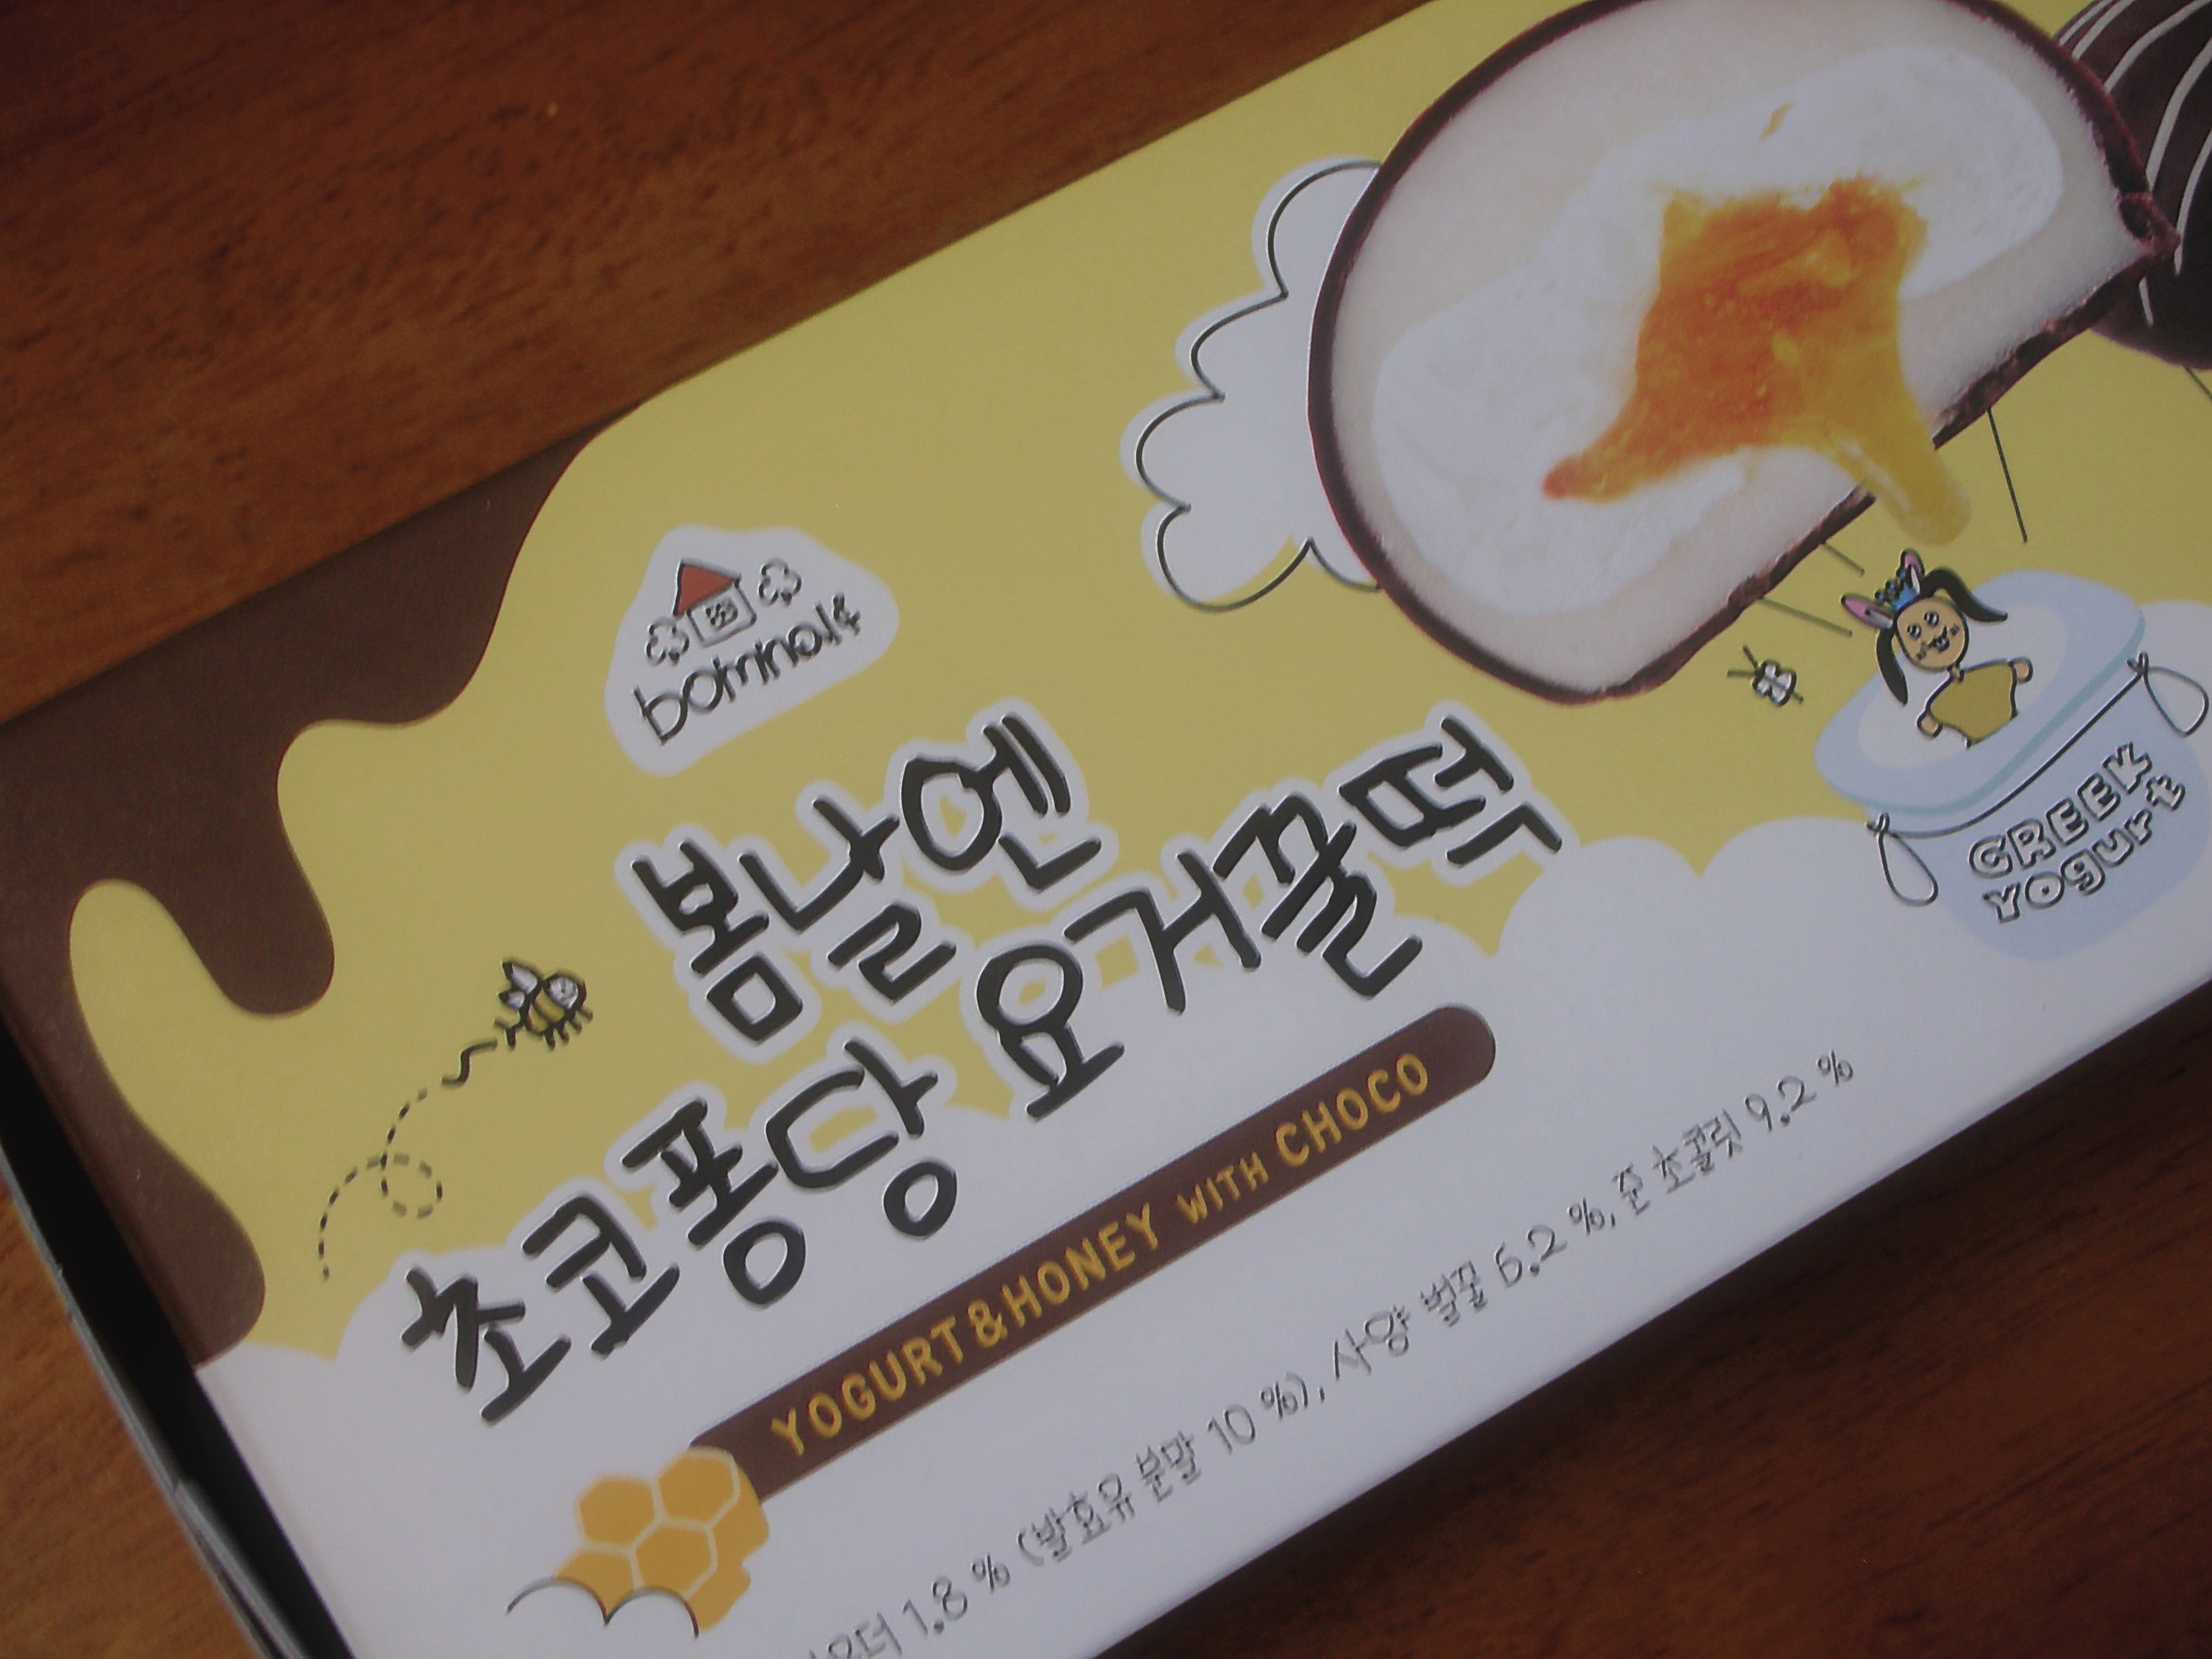 bomnal
봄날엔
초코퐁당 요거꿀떡
YOGURT&HONEY WITH CHOCO
1.8 % (발효유 분말 10 %), 사양 벌꿀 6.2 %, 준 초콜릿 9.2 %
GREEK
Yogurt